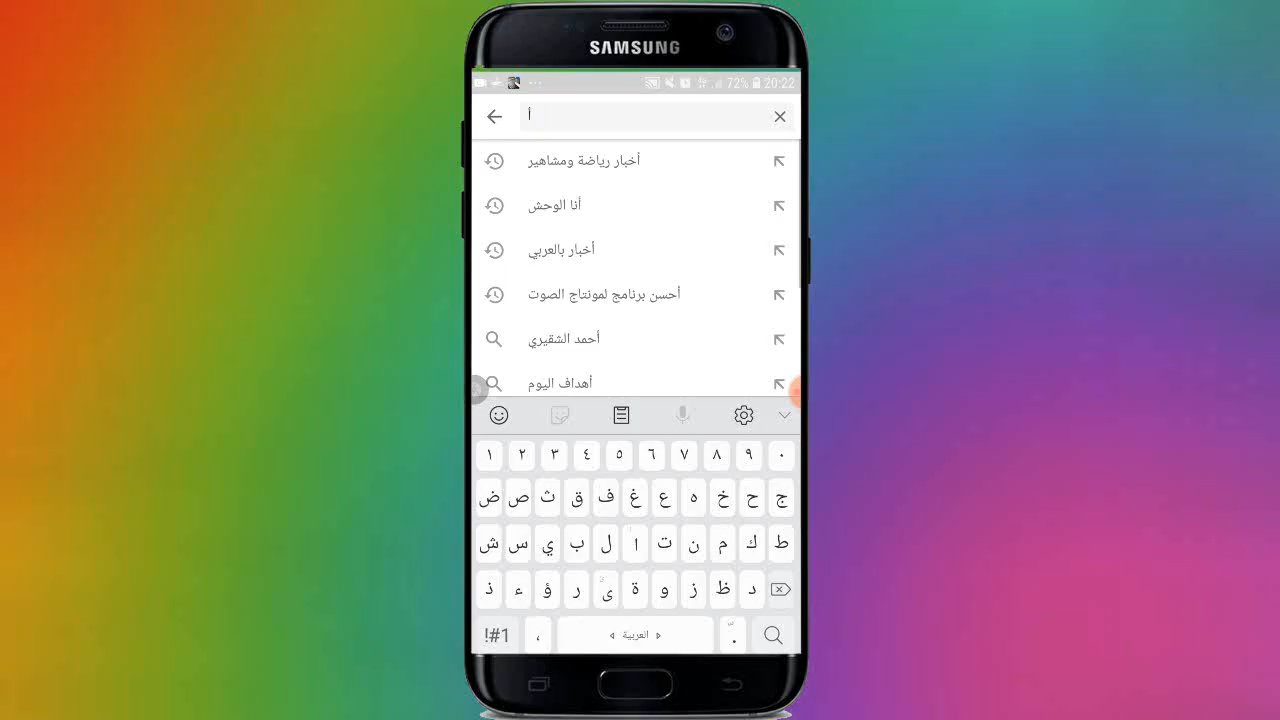 SAMSUNG
72% 20:22
أ
أخبار رياضة ومشاهير
أنا الوحش
أخبار بالعربي
أحسن برنامج لمونتاج الصوت
أحمد الشقيري
أهداف اليوم
١ ٢ ٣ ٤ ٥ ٦ ٧ ٨ ٩ ٠
ض ص ث ق ف غ ع ه خ ح ج
ش س ي ب ل ا ت ن م ك ط
ذ ء ؤ ر ى ة و ز ظ د
!#1 ، العربية .